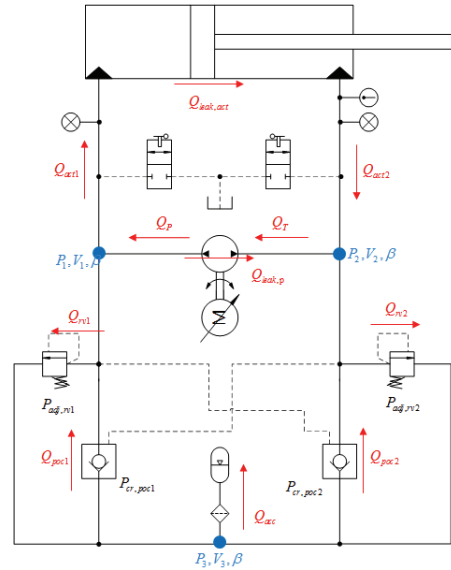 Q_leak,act
Q_act1
Q_act2
Q_P
Q_T
P_1, V_1, β
P_2, V_2, β
Q_leak,p
M
Q_rv1
Q_rv2
P_adj,rv1
P_adj,rv2
Q_poc1
Q_poc2
P_cr,poc1
P_cr,poc2
Q_acc
P_3, V_3, β